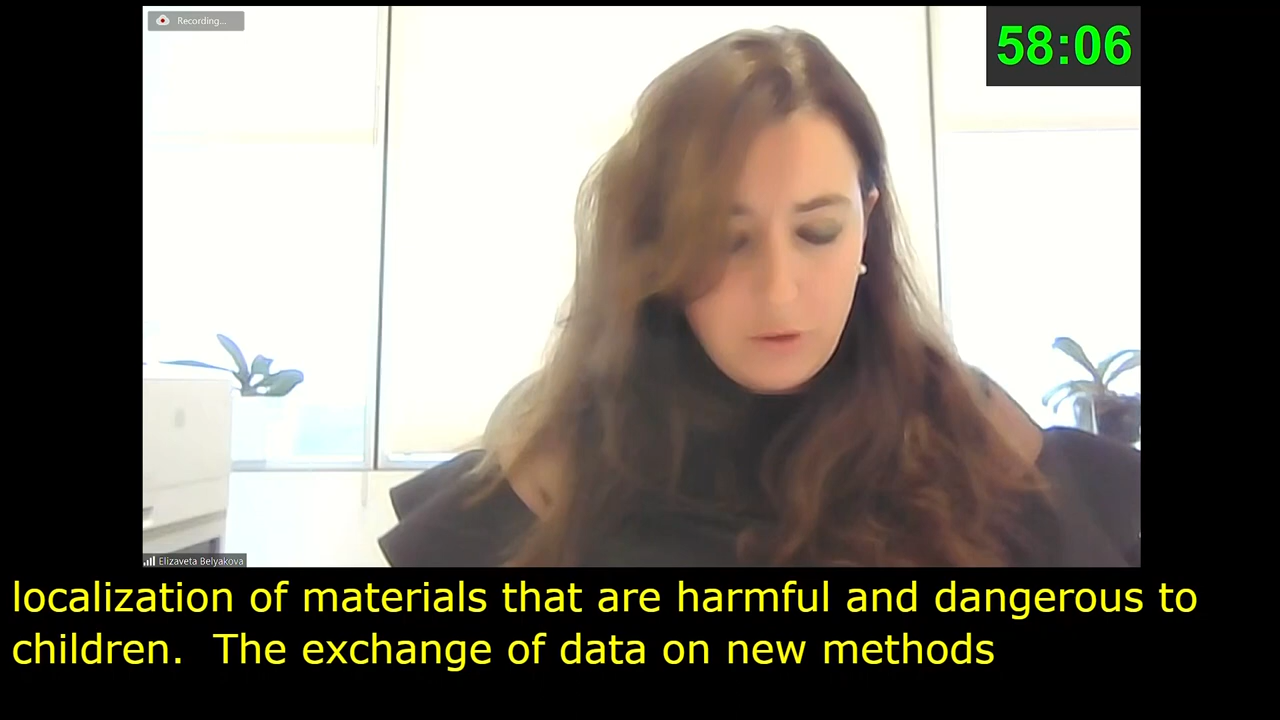 Recording...
58:06
Elizaveta Belyakova
localization of materials that are harmful and dangerous to
children.  The exchange of data on new methods